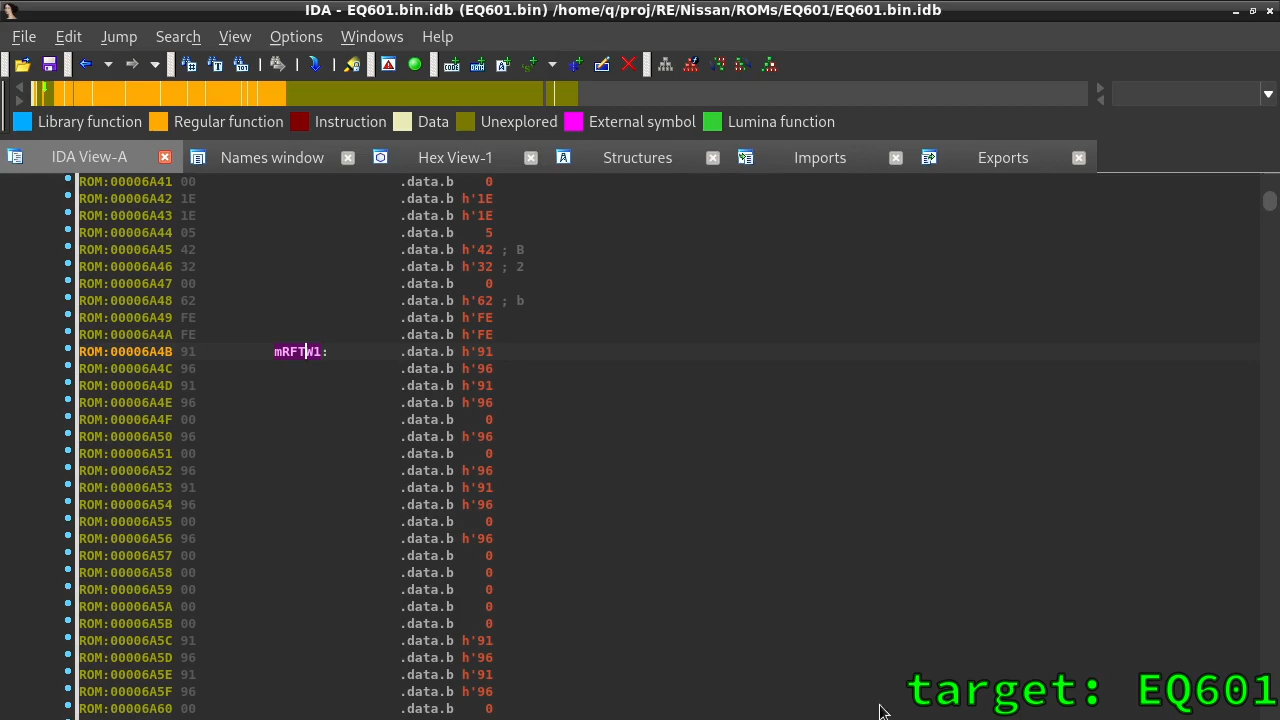 IDA - EQ601.bin.idb (EQ601.bin) /home/q/proj/RE/Nissan/ROMs/EQ601/EQ601.bin.idb
File Edit Jump Search View Options Windows Help
Library function Regular function Instruction Data Unexplored External symbol Lumina function
IDA View-A Names window Hex View-1 Structures Imports Exports
ROM:00006A41 00 .data.b 0
ROM:00006A42 1E .data.b h'1E
ROM:00006A43 1E .data.b h'1E
ROM:00006A44 05 .data.b 5
ROM:00006A45 42 .data.b h'42 ; B
ROM:00006A46 32 .data.b h'32 ; 2
ROM:00006A47 00 .data.b 0
ROM:00006A48 62 .data.b h'62 ; b
ROM:00006A49 FE .data.b h'FE
ROM:00006A4A FE .data.b h'FE
ROM:00006A4B 91 mRFTW1: .data.b h'91
ROM:00006A4C 96 .data.b h'96
ROM:00006A4D 91 .data.b h'91
ROM:00006A4E 96 .data.b h'96
ROM:00006A4F 00 .data.b 0
ROM:00006A50 96 .data.b h'96
ROM:00006A51 00 .data.b 0
ROM:00006A52 96 .data.b h'96
ROM:00006A53 91 .data.b h'91
ROM:00006A54 96 .data.b h'96
ROM:00006A55 00 .data.b 0
ROM:00006A56 96 .data.b h'96
ROM:00006A57 00 .data.b 0
ROM:00006A58 00 .data.b 0
ROM:00006A59 00 .data.b 0
ROM:00006A5A 00 .data.b 0
ROM:00006A5B 00 .data.b 0
ROM:00006A5C 91 .data.b h'91
ROM:00006A5D 96 .data.b h'96
ROM:00006A5E 91 .data.b h'91
ROM:00006A5F 96 .data.b h'96
ROM:00006A60 00 .data.b 0
target: EQ601